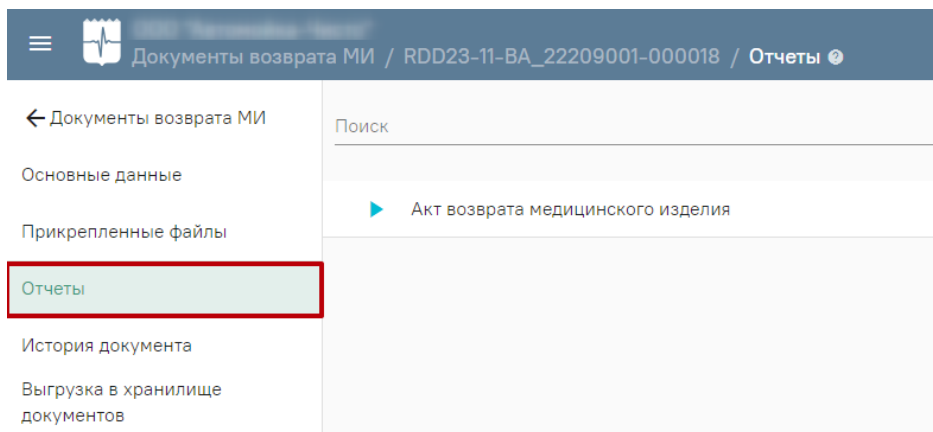 Документы возврата МИ / RDD23-11-BA_22209001-000018 / Отчеты ?
Документы возврата МИ
Поиск
Основные данные
Акт возврата медицинского изделия
Прикрепленные файлы
Отчеты
История документа
Выгрузка в хранилище
документов